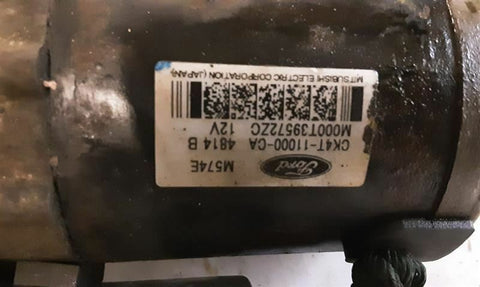 Ford M574E
CK4T-11000-CA 4814 B
M000T39572ZC 12V
MITSUBISHI ELECTRIC CORPORATION (JAPAN)